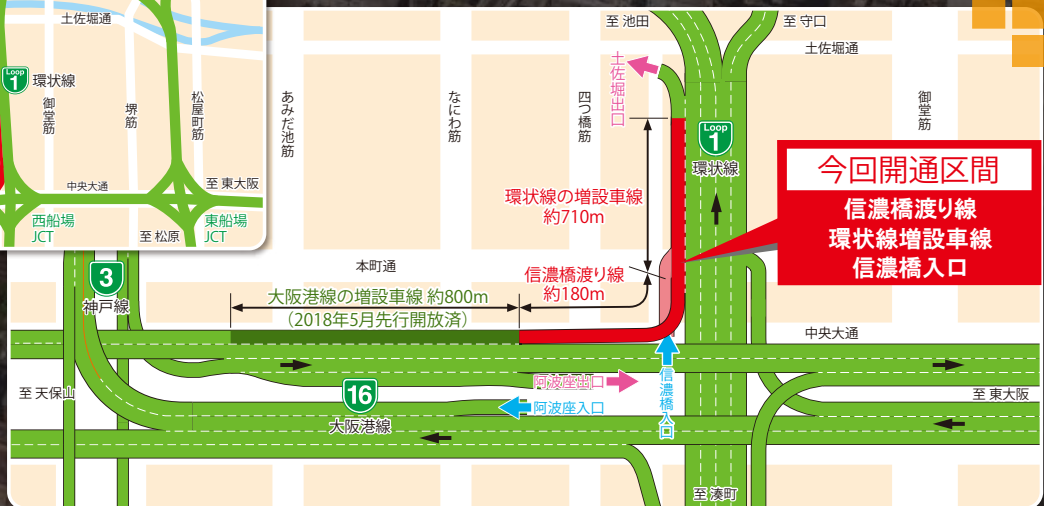 土佐堀通
Loop
1
環状線
御堂筋
堺筋
松屋町筋
中央大通
至 東大阪
西船場
JCT
至 松原
東船場
JCT
至 池田
至 守口
土佐堀通
土佐堀出口
あみだ池筋
なにわ筋
四つ橋筋
御堂筋
Loop
1
環状線
今回開通区間
信濃橋渡り線
環状線増設車線
信濃橋入口
環状線の増設車線
約710m
本町通
信濃橋渡り線
約180m
3
神戸線
大阪港線の増設車線 約800m
（2018年5月先行開放済）
中央大通
至 天保山
16
大阪港線
阿波座出口
阿波座入口
信濃橋入口
至 東大阪
至 湊町